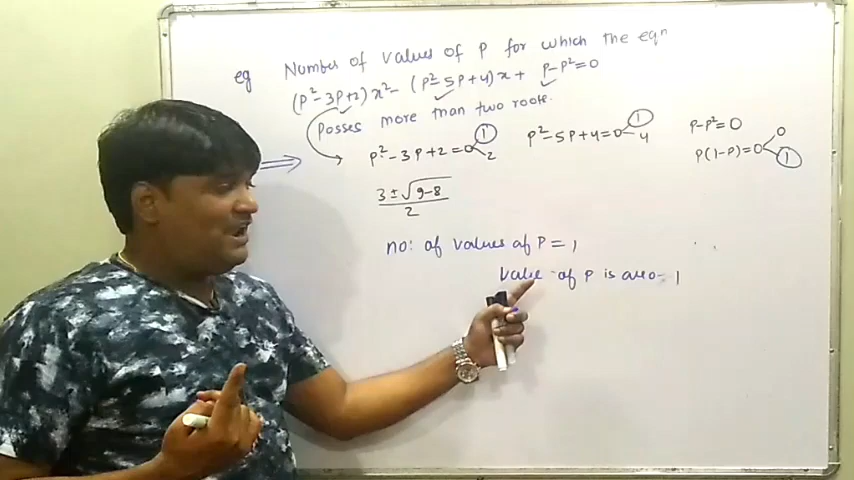 eg Number of values of P for which the eqn
(P²-3P+2)x²-(P²-5P+4)x+ P-P²=0
Posses more than two roots.
P²-3P+2=0 1 2
P²-5P+4=0 1 4
P-P²=0
P(1-P)=0 0 1
3±√9-8
2
no: of values of P = 1
value of P is also 1